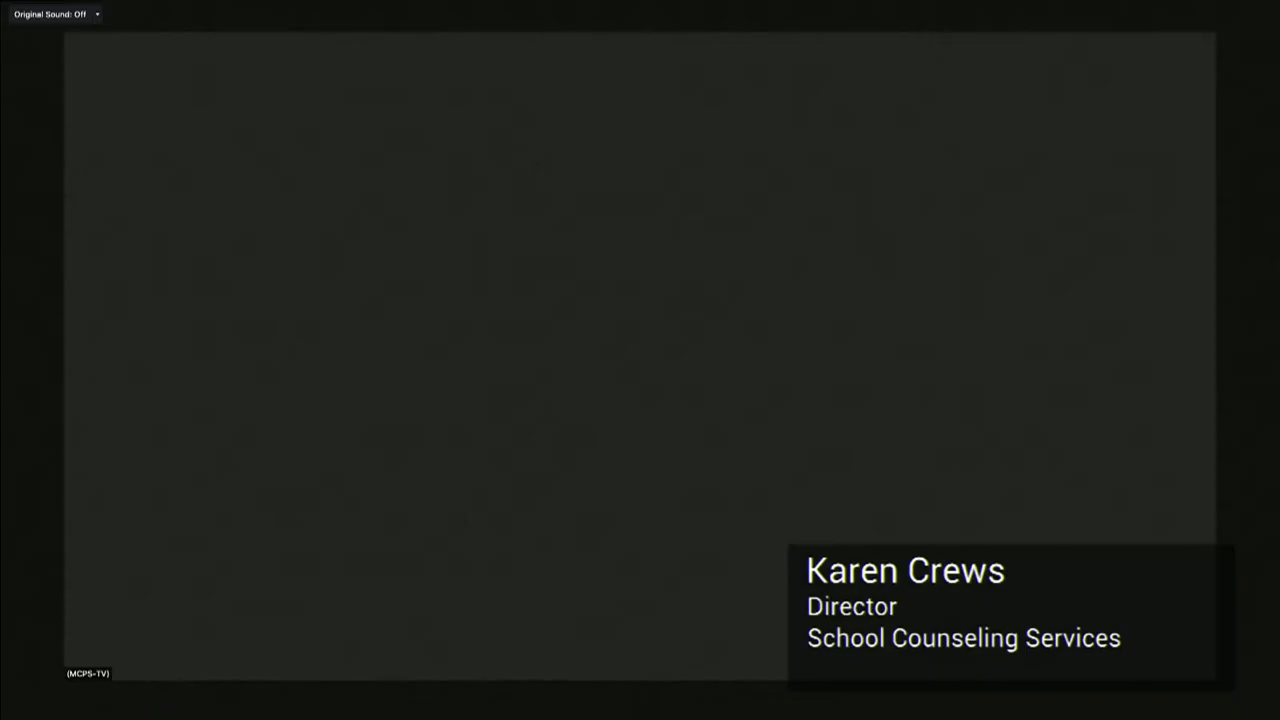 Original Sound: Off
Karen Crews
Director
School Counseling Services
(MCPS-TV)